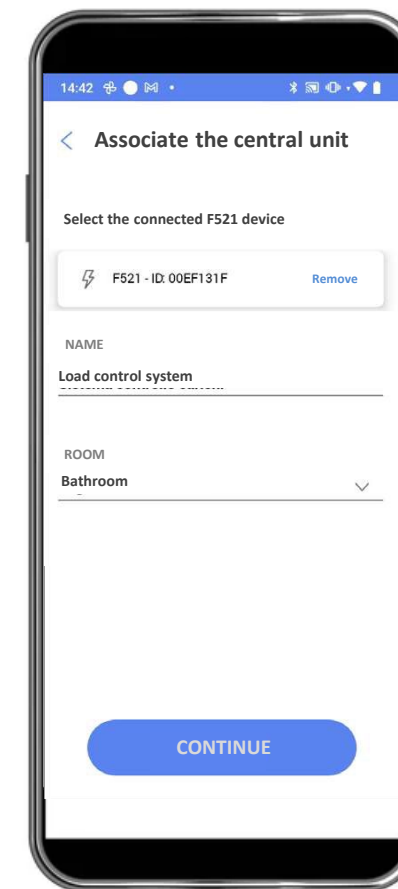 14:42
Associate the central unit
Select the connected F521 device
F521 - ID: 00EF131F Remove
NAME
Load control system
ROOM
Bathroom
CONTINUE